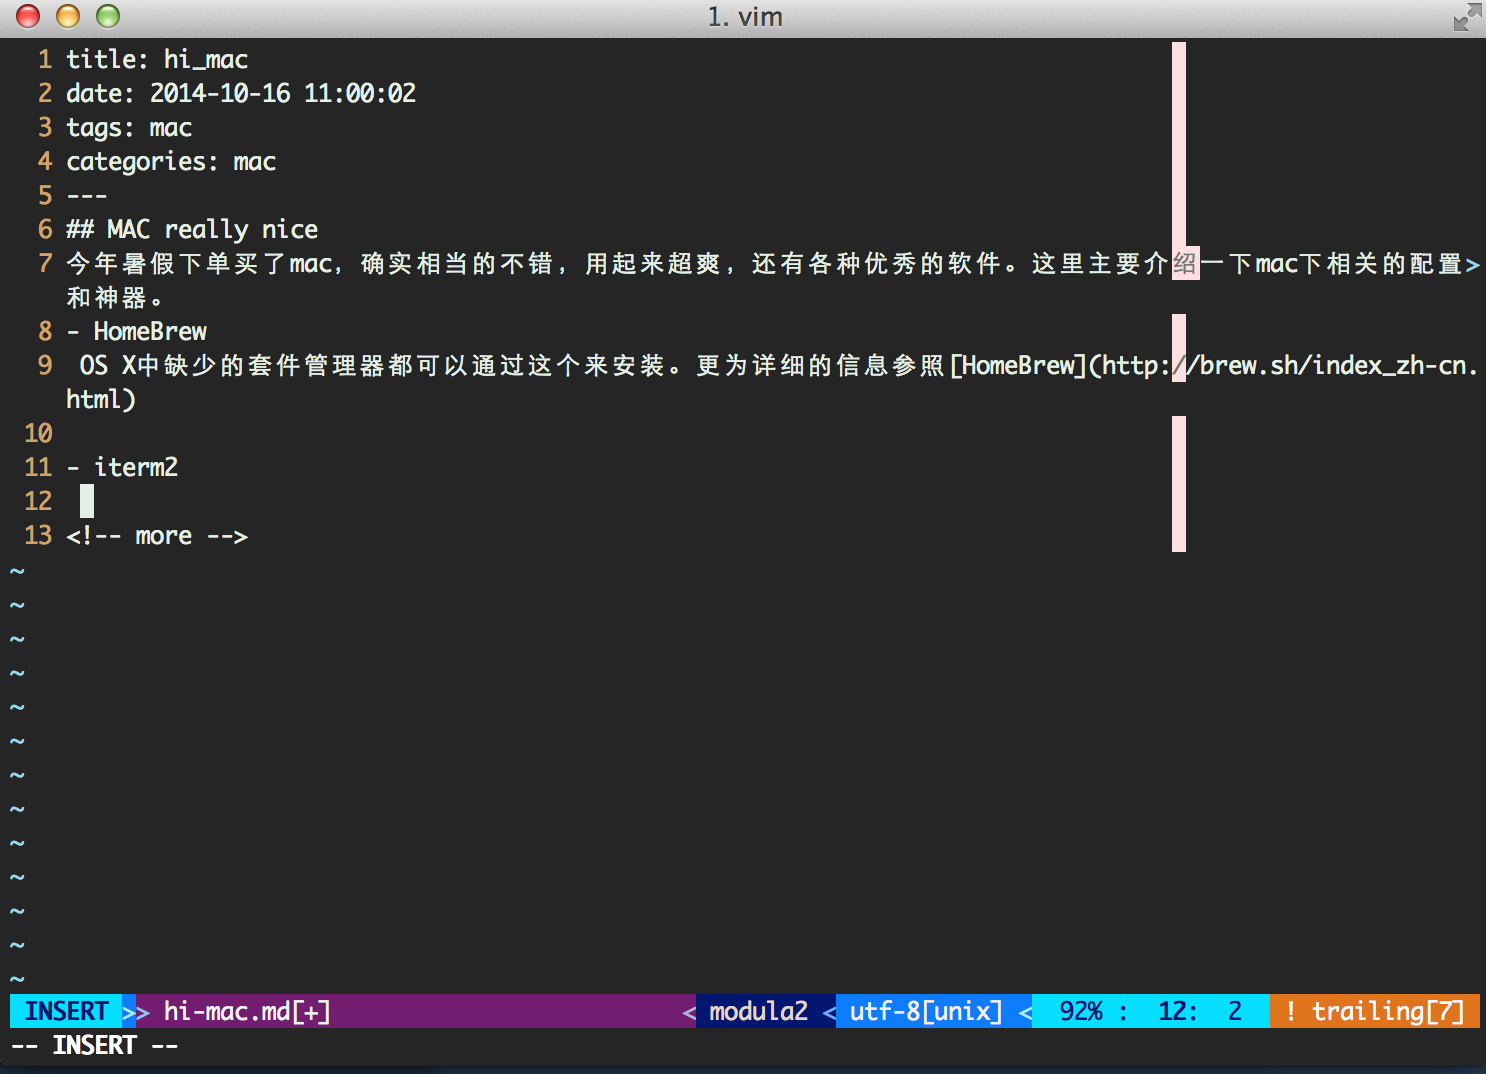 1. vim
1 title: hi_mac
2 date: 2014-10-16 11:00:02
3 tags: mac
4 categories: mac
5 ---
6 ## MAC really nice
7 今年暑假下单买了mac，确实相当的不错，用起来超爽，还有各种优秀的软件。这里主要介绍一下mac下相关的配置>
和神器。
8 - HomeBrew
9  OS X中缺少的套件管理器都可以通过这个来安装。更为详细的信息参照[HomeBrew](http://brew.sh/index_zh-cn.
html)
10
11 - iterm2
12
13 <!-- more -->
~
~
~
~
~
~
~
~
~
~
~
~
~
INSERT >> hi-mac.md[+] < modula2 < utf-8[unix] < 92% : 12: 2 ! trailing[7]
-- INSERT --